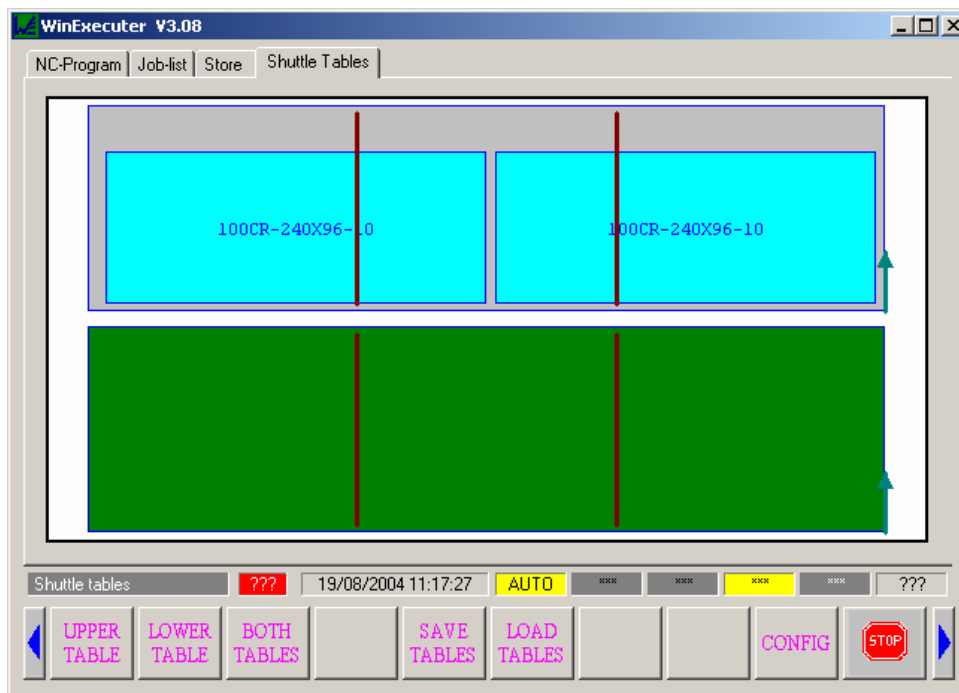 WinExecuter V3.08
NC-Program Job-list Store Shuttle Tables
100CR-240X96-10 100CR-240X96-10
Shuttle tables ??? 19/08/2004 11:17:27 AUTO *** *** *** *** ???
UPPER LOWER BOTH SAVE LOAD CONFIG STOP
TABLE TABLE TABLES TABLES TABLES